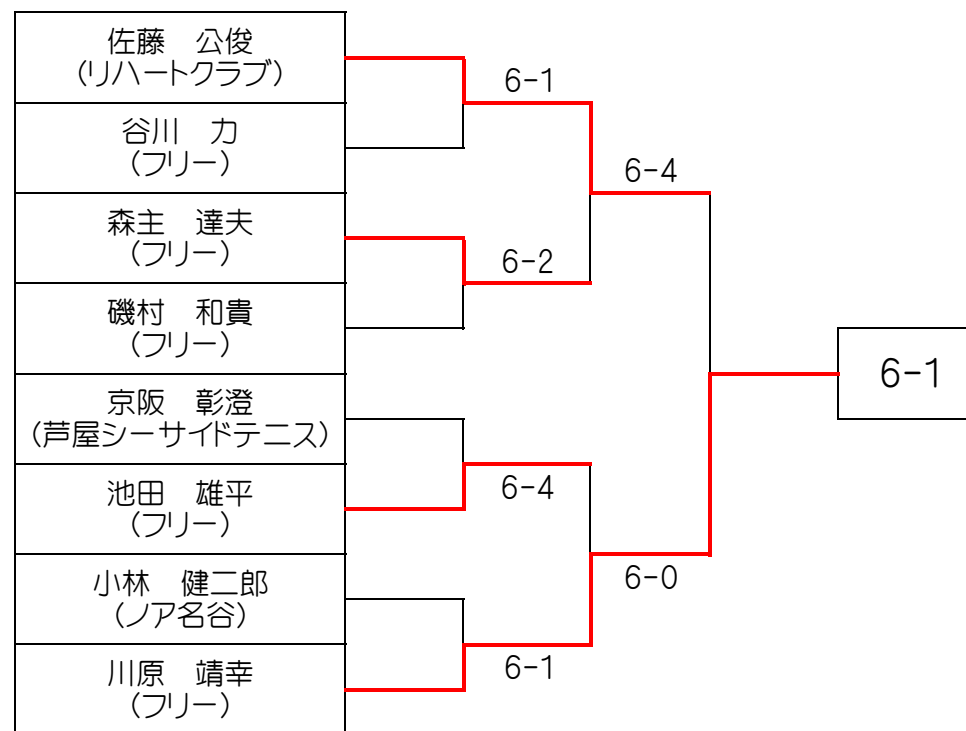 佐藤　公俊
(リハートクラブ)
6-1
谷川　力
(フリー)
6-4
森主　達夫
(フリー)
6-2
磯村　和貴
(フリー)
6-1
京阪　彰澄
(芦屋シーサイドテニス)
池田　雄平
(フリー)
6-4
小林　健二郎
(ノア名谷)
6-0
川原　靖幸
(フリー)
6-1